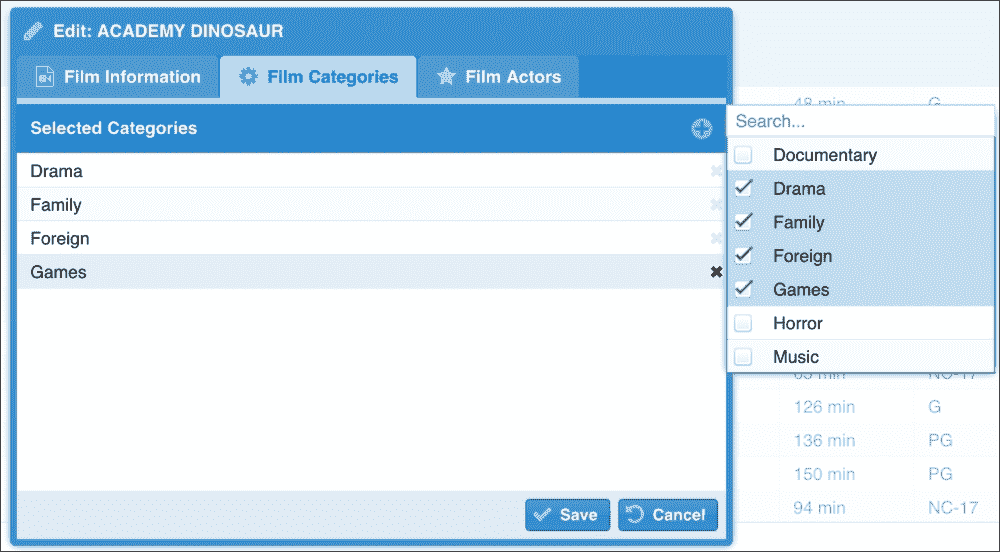 Edit: ACADEMY DINOSAUR
Film Information
Film Categories
Film Actors
Selected Categories
Drama
Family
Foreign
Games
Save
Cancel
48 min G
Search...
Documentary
Drama
Family
Foreign
Games
Horror
Music
NC-17
126 min G
136 min PG
150 min PG
94 min NC-17